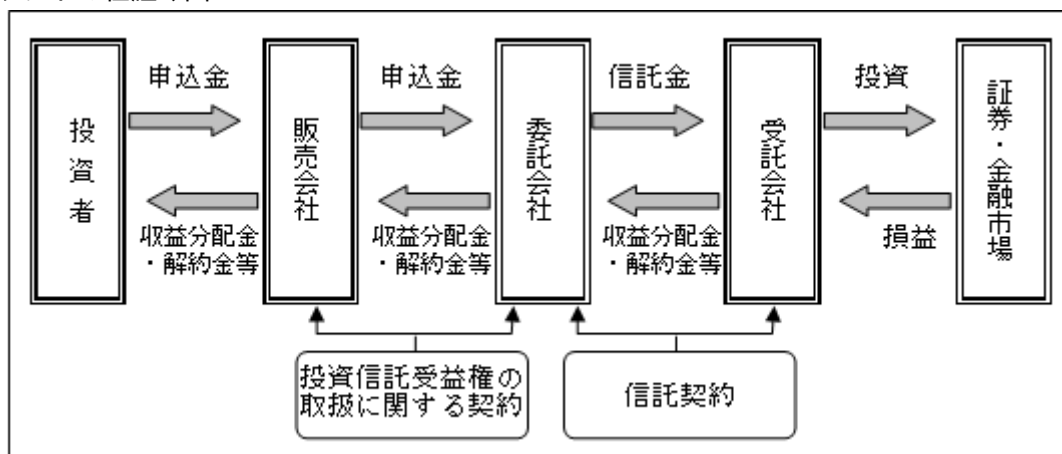 申込金
申込金
信託金
投資
投資者
販売会社
委託会社
受託会社
証券・金融市場
収益分配金
・解約金等
収益分配金
・解約金等
収益分配金
・解約金等
損益
投資信託受益権の
取扱に関する契約
信託契約